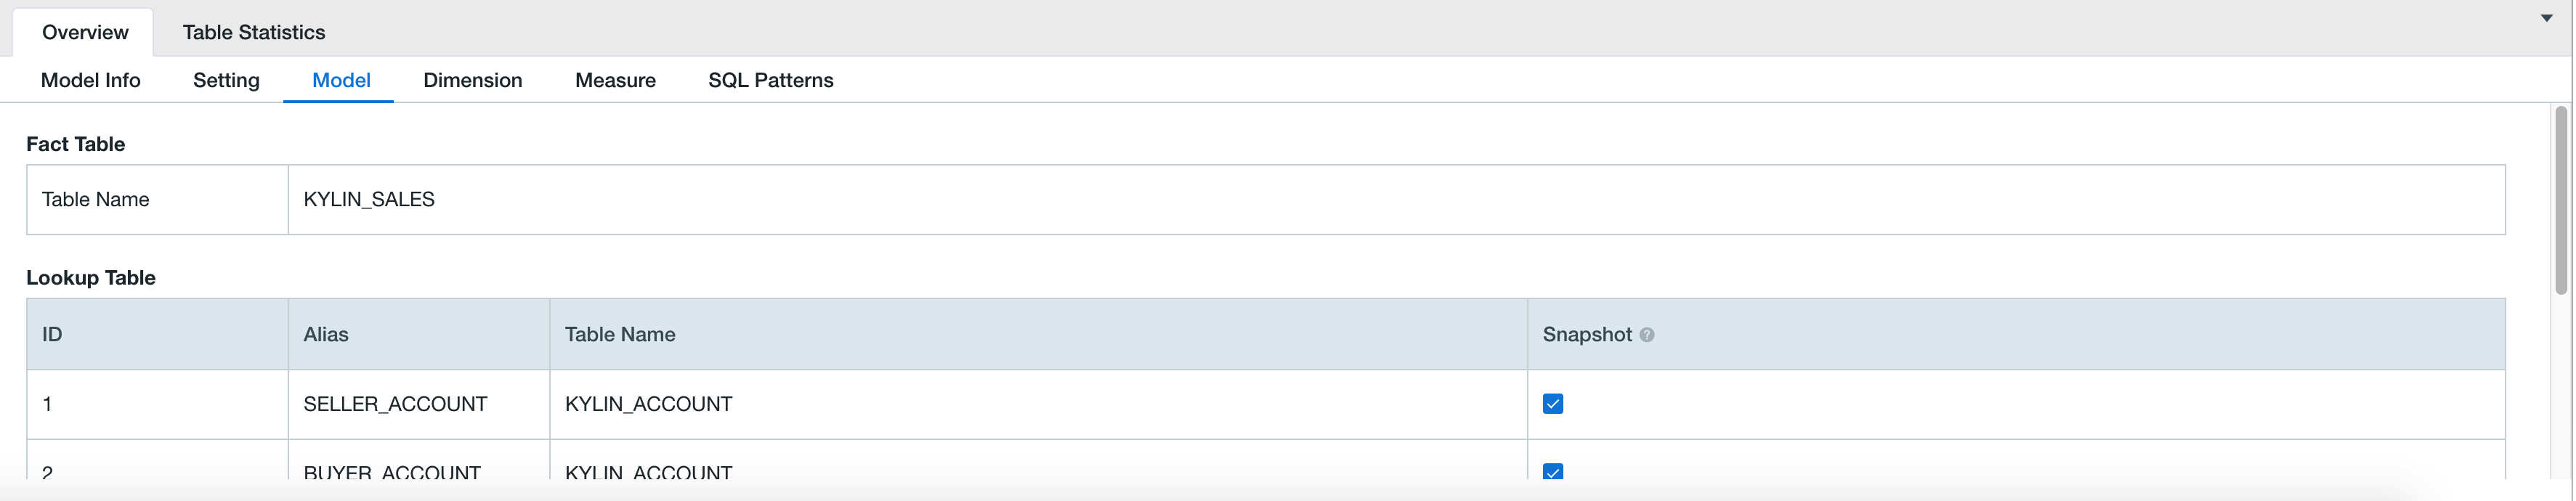 Overview Table Statistics
Model Info Setting Model Dimension Measure SQL Patterns
Fact Table
Table Name KYLIN_SALES
Lookup Table
ID Alias Table Name Snapshot ?
1 SELLER_ACCOUNT KYLIN_ACCOUNT
2 BUYER_ACCOUNT KYLIN_ACCOUNT